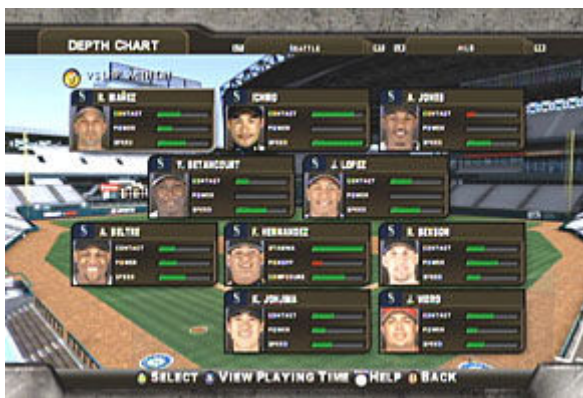 DEPTH CHART SEATTLE MLB
R. IBAÑEZ ICHIRO A. JONES
CONTACT CONTACT CONTACT
POWER POWER POWER
SPEED SPEED SPEED
Y. BETANCOURT J. LOPEZ
CONTACT CONTACT
POWER POWER
SPEED SPEED
A. BELTRE F. HERNANDEZ R. SEXSON
CONTACT STAMINA CONTACT
POWER PICKOFF POWER
SPEED COMPOSURE SPEED
K. JOHJIMA
CONTACT CONTACT
POWER POWER
SPEED SPEED
SELECT VIEW PLAYING TIME HELP BACK